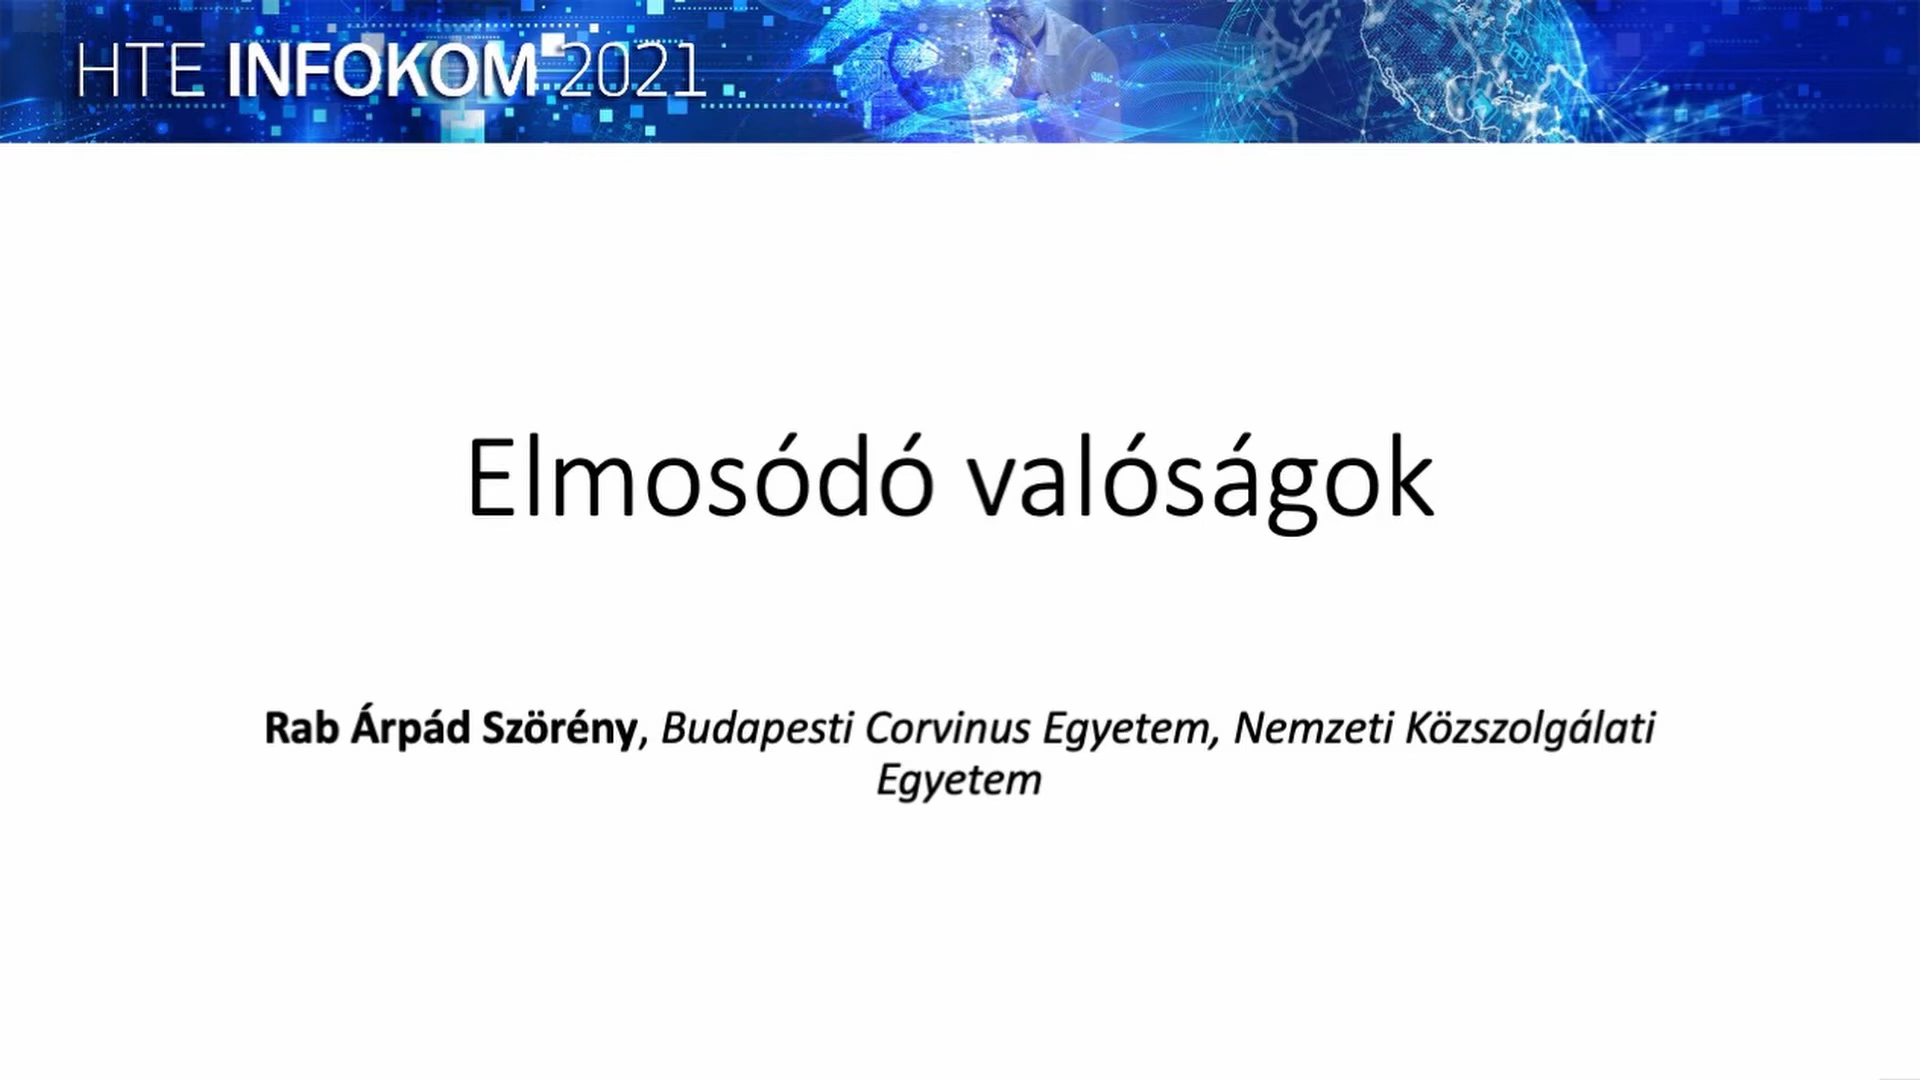 HTE INFOKOM 2021
Elmosódó valóságok
Rab Árpád Szörény, Budapesti Corvinus Egyetem, Nemzeti Közszolgálati
Egyetem